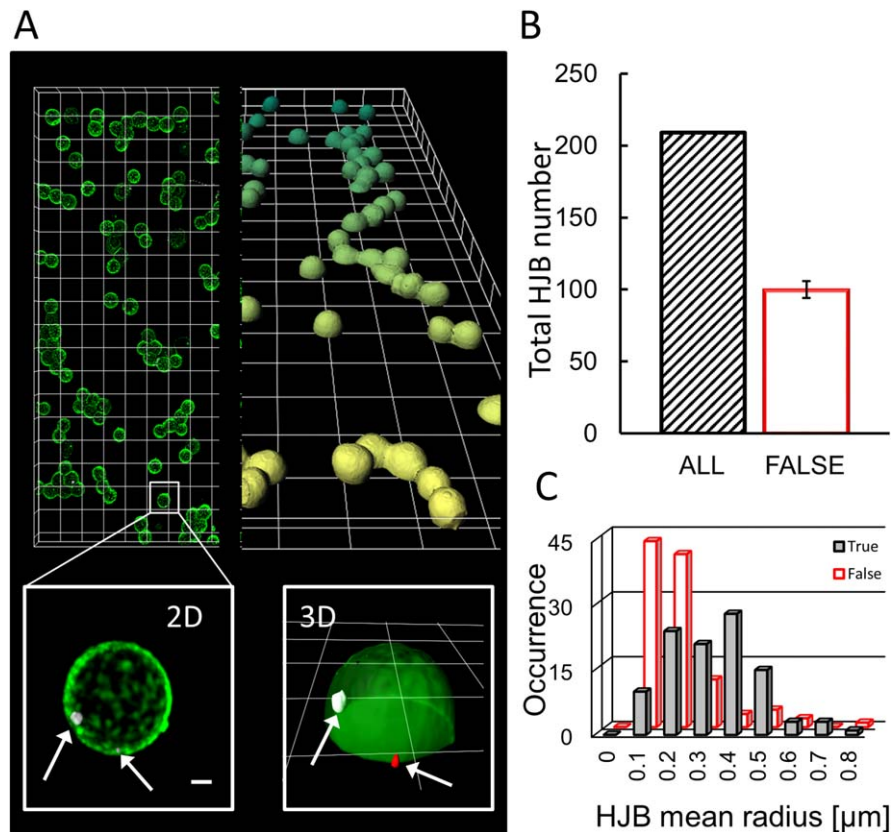 A
2D
3D
B
Total HJB number
250
200
150
100
50
0
ALL
FALSE
C
Occurrence
45
30
15
0
True
False
0
0.1
0.2
0.3
0.4
0.5
0.6
0.7
0.8
HJB mean radius [µm]